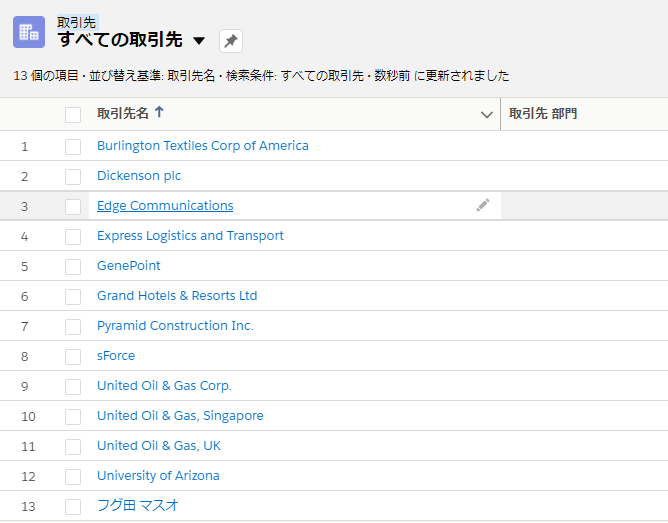 取引先
すべての取引先
13 個の項目・並び替え基準: 取引先名・検索条件: すべての取引先・数秒前 に更新されました
取引先名 ↑ 取引先 部門
1 Burlington Textiles Corp of America
2 Dickenson plc
3 Edge Communications
4 Express Logistics and Transport
5 GenePoint
6 Grand Hotels & Resorts Ltd
7 Pyramid Construction Inc.
8 sForce
9 United Oil & Gas Corp.
10 United Oil & Gas, Singapore
11 United Oil & Gas, UK
12 University of Arizona
13 フグ田 マスオ